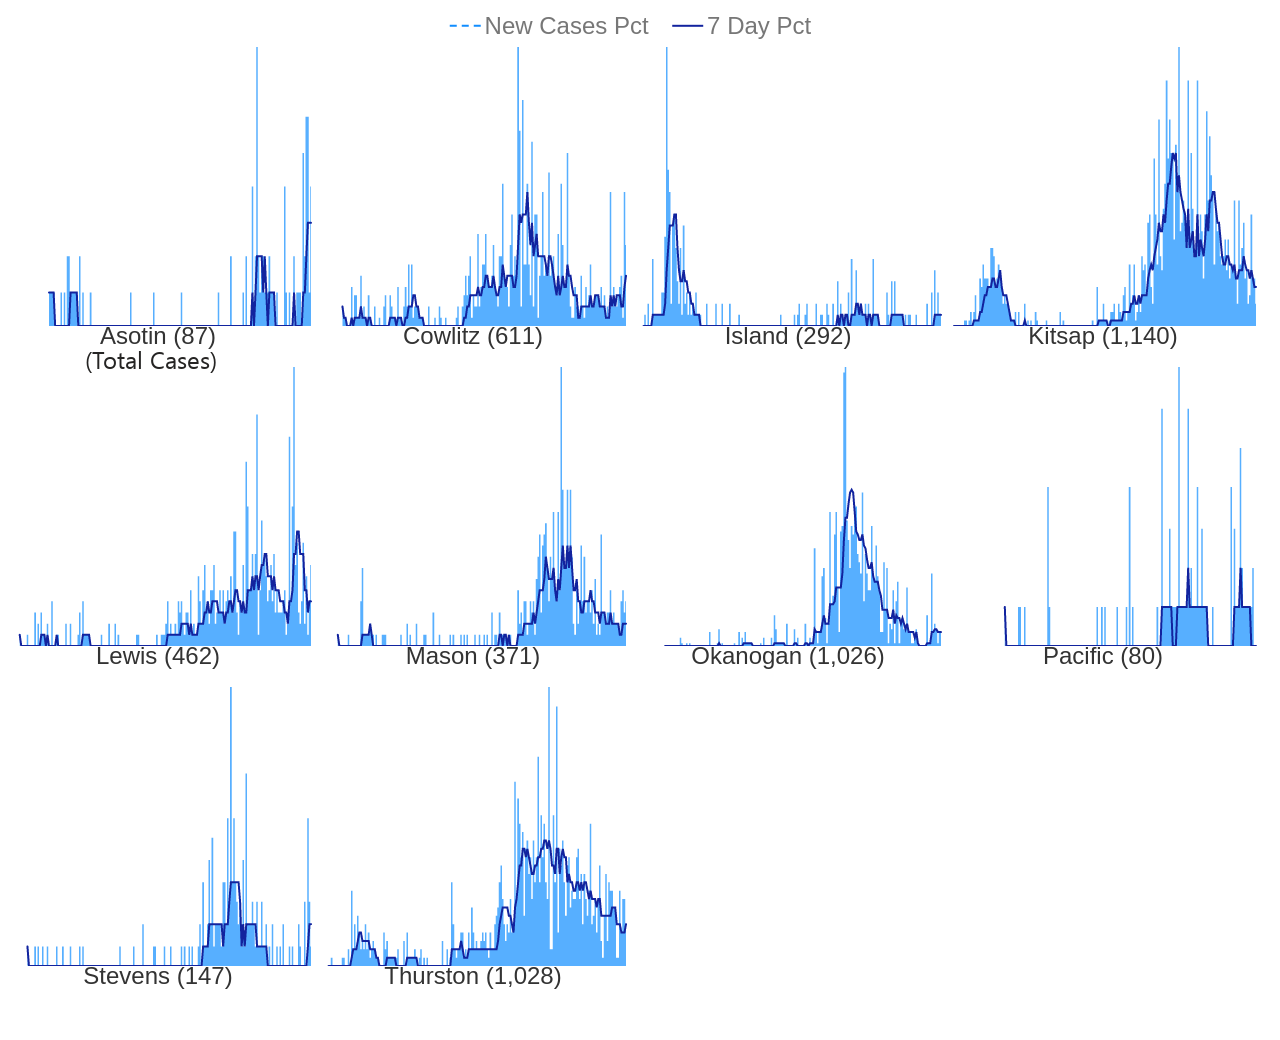 New Cases Pct 7 Day Pct
Asotin (87) Cowlitz (611) Island (292) Kitsap (1,140)
(Total Cases)
Lewis (462) Mason (371) Okanogan (1,026) Pacific (80)
Stevens (147) Thurston (1,028)